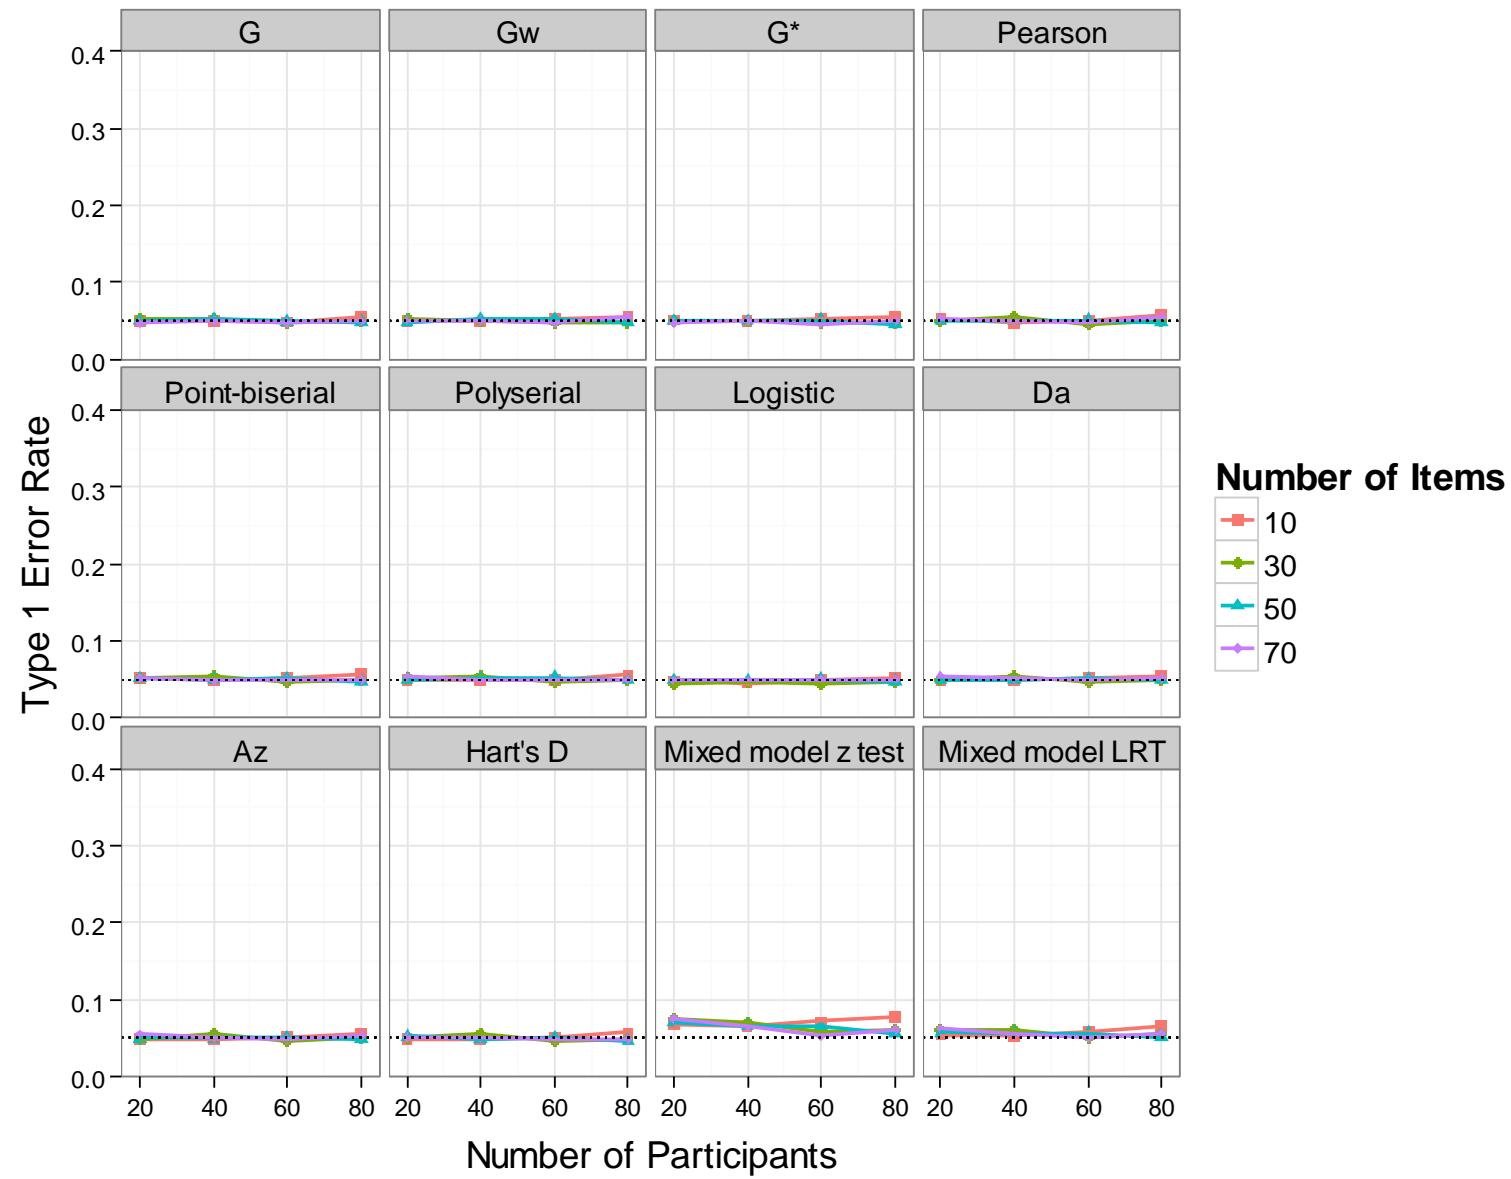 G Gw G* Pearson
0.4
0.3
0.2
0.1
0.0
Point-biserial Polyserial Logistic Da
0.4
0.3
0.2
0.1
0.0
Az Hart's D Mixed model z test Mixed model LRT
0.4
0.3
0.2
0.1
0.0
20 40 60 80 20 40 60 80 20 40 60 80 20 40 60 80
Number of Participants
Type 1 Error Rate
Number of Items
10
30
50
70